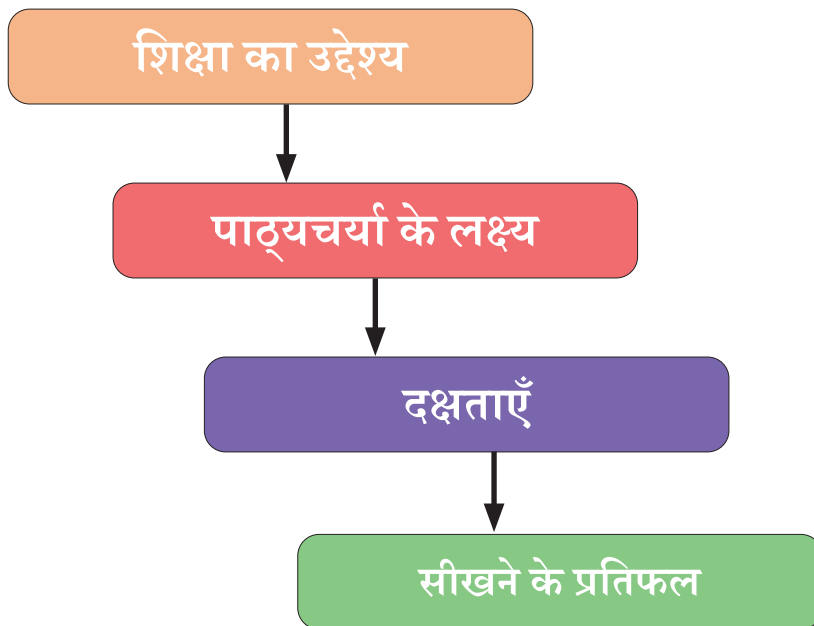 शिक्षा का उद्देश्य
पाठ्यचर्या के लक्ष्य
दक्षताएँ
सीखने के प्रतिफल